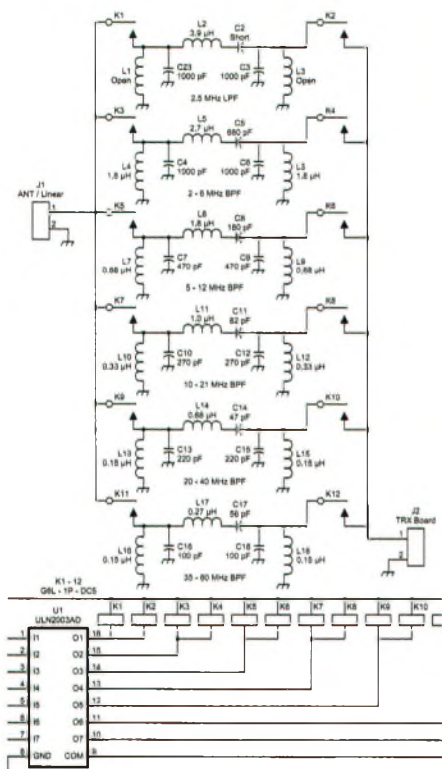 K1
L2
3,9 µH
C2
Short
K2
L1
Open
C23
1000 pF
C3
1000 pF
L3
Open
2.5 MHz LPF
K3
L5
2,7 µH
C5
680 pF
K4
L4
1,8 µH
C4
1000 pF
C6
1000 pF
L3
1,8 µH
2 - 6 MHz BPF
J1
ANT / Linear
1
2
K5
L8
1,8 µH
C8
180 pF
K6
L7
0,68 µH
C7
470 pF
C9
470 pF
L9
0,68 µH
5 - 12 MHz BPF
K7
L11
1,0 µH
C11
82 pF
K8
L10
0,33 µH
C10
270 pF
C12
270 pF
L12
0,33 µH
10 - 21 MHz BPF
K9
L14
0,68 µH
C14
47 pF
K10
L13
0,15 µH
C13
220 pF
C15
220 pF
L15
0,15 µH
20 - 40 MHz BPF
K11
L17
0,27 µH
C17
56 pF
K12
L16
0,15 µH
C16
100 pF
C18
100 pF
L18
0,15 µH
35 - 60 MHz BPF
J2
TRX Board
1
2
K1 - 12
G6L - 1P - DC5
K1 K2 K3 K4 K5 K6 K7 K8 K9 K10
U1
ULN2003AD
1 I1 O1 16
2 I2 O2 15
3 I3 O3 14
4 I4 O4 13
5 I5 O5 12
6 I6 O6 11
7 I7 O7 10
8 GND COM 9